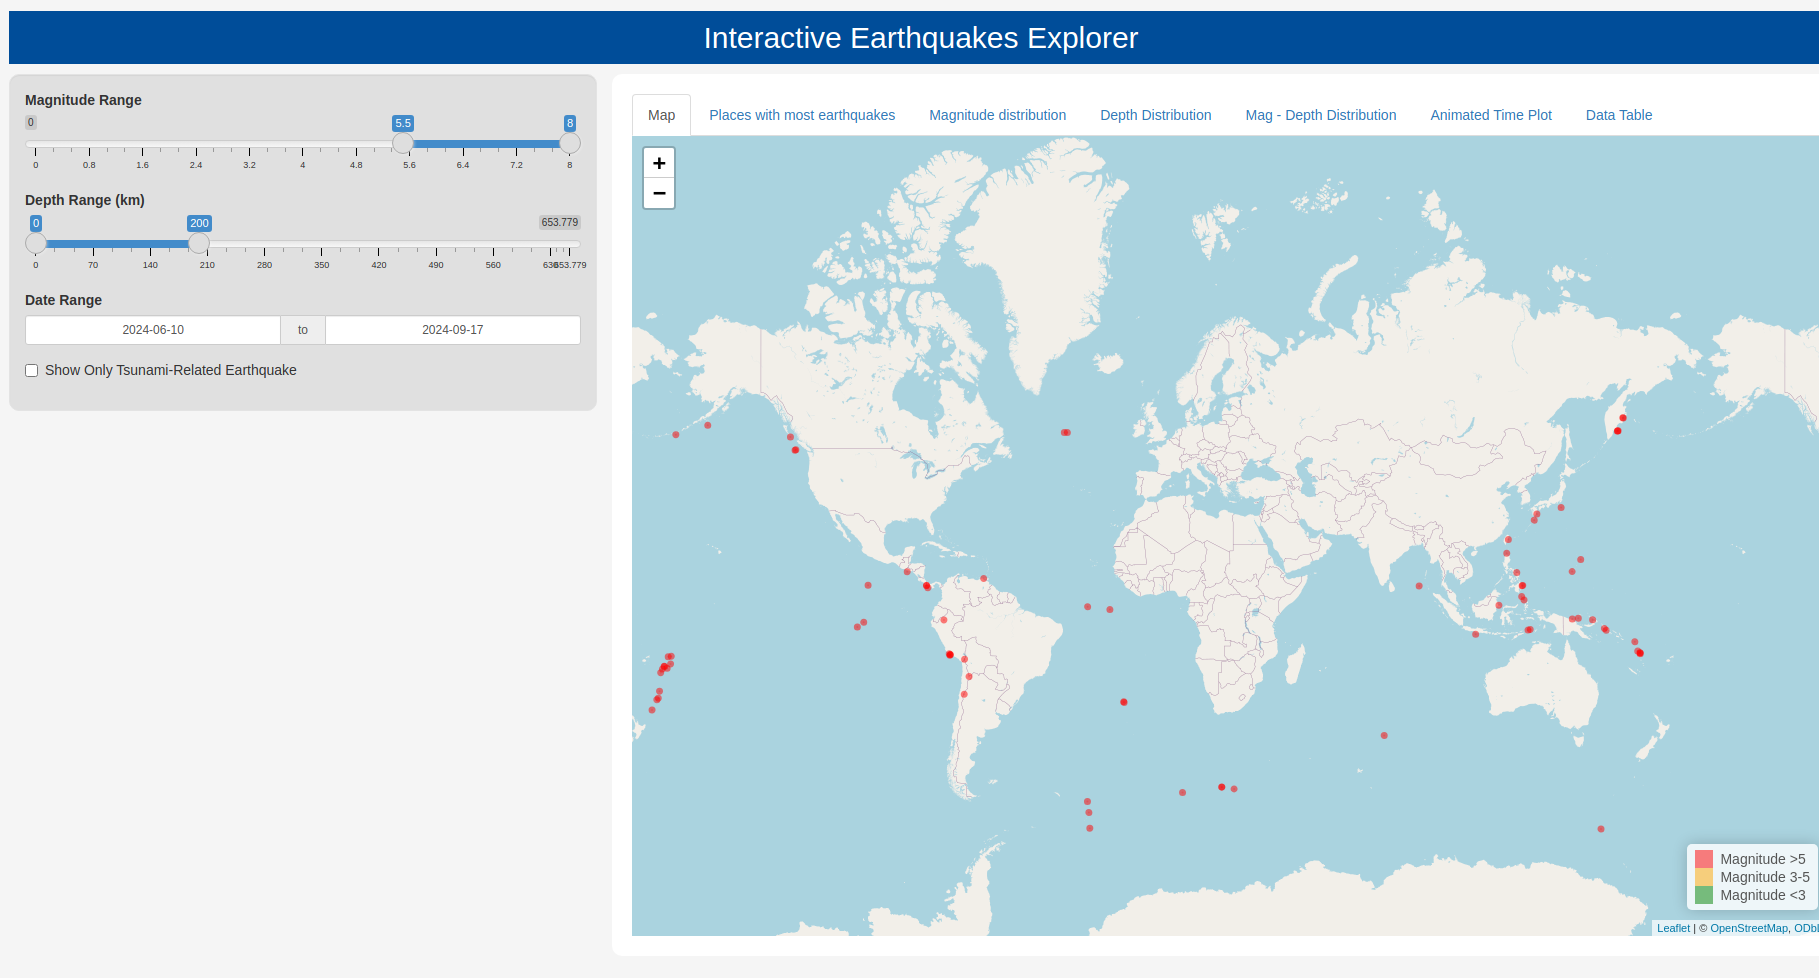 Interactive Earthquakes Explorer
Magnitude Range
0 5.5 8
0 0.8 1.6 2.4 3.2 4 4.8 5.6 6.4 7.2 8
Depth Range (km)
0 200 653.779
0 70 140 210 280 350 420 490 560 630 653.779
Date Range
2024-06-10 to 2024-09-17
Show Only Tsunami-Related Earthquake
Map Places with most earthquakes Magnitude distribution Depth Distribution Mag - Depth Distribution Animated Time Plot Data Table
+
−
Magnitude >5
Magnitude 3-5
Magnitude <3
Leaflet | © OpenStreetMap, ODbL